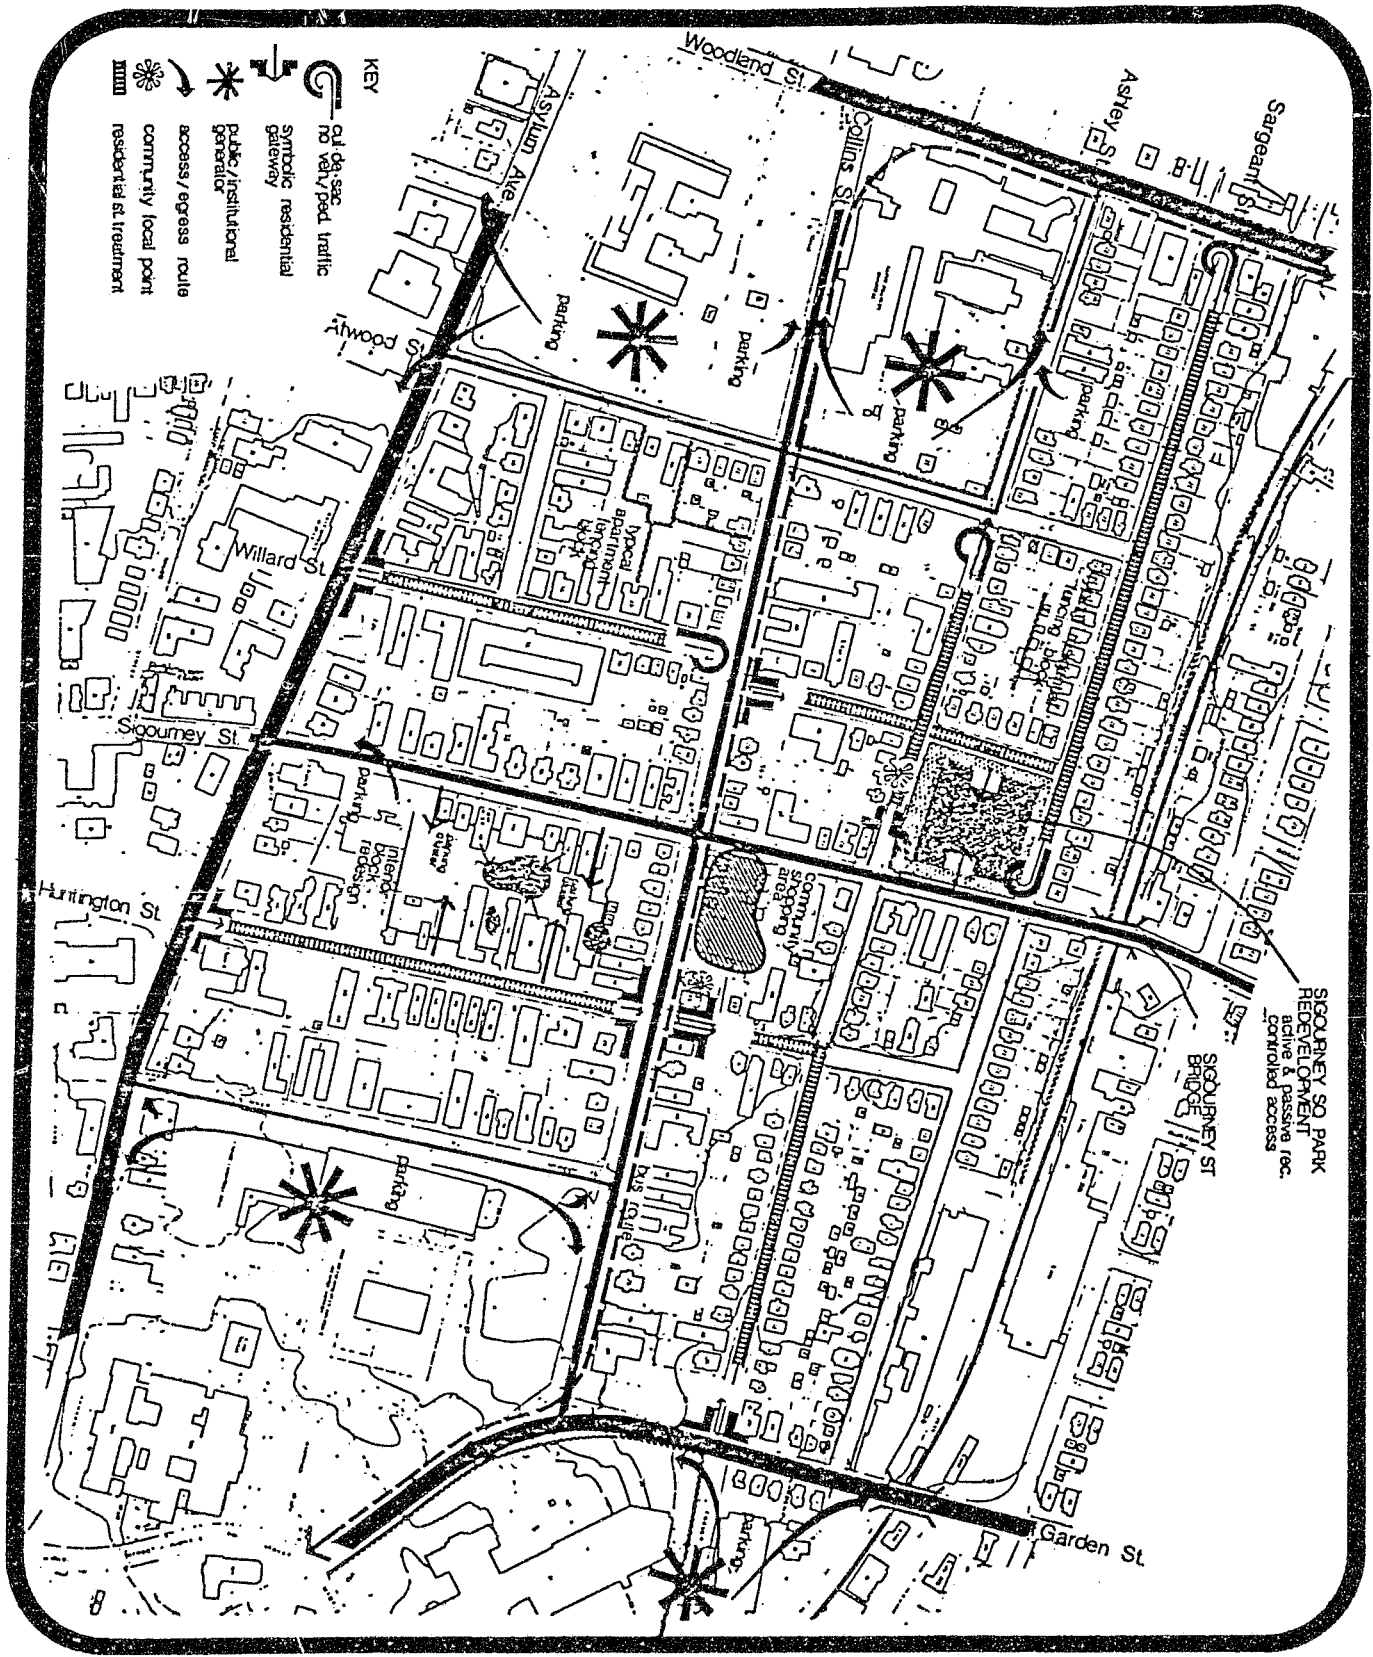 KEY
cul·de·sac
no veh/ped. traffic
symbolic residential
gateway
public/institutional
generator
access/egress route
community focal point
residential st. treatment
Woodland St.
Asylum Ave
Collins St.
Ashley St.
Sargeant St
Atwood St.
Willard St.
Sigourney St.
Huntington St.
Garden St.
parking
parking
parking
parking
typical
apartment
fencing
block
parking
interior
block
redesign
parking
community
shopping
area
bus route
parking
parking
SIGOURNEY SQ. PARK
REDEVELOPMENT
active & passive rec.
controlled access
SIGOURNEY ST
BRIDGE